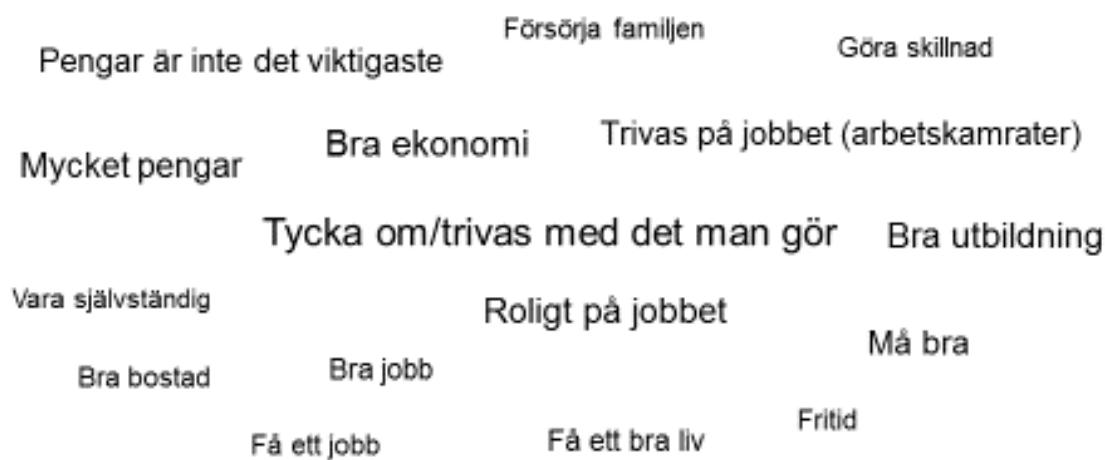 Försörja familjen
Göra skillnad
Pengar är inte det viktigaste
Trivas på jobbet (arbetskamrater)
Bra ekonomi
Mycket pengar
Tycka om/trivas med det man gör
Bra utbildning
Vara självständig
Roligt på jobbet
Må bra
Bra jobb
Bra bostad
Fritid
Få ett bra liv
Få ett jobb